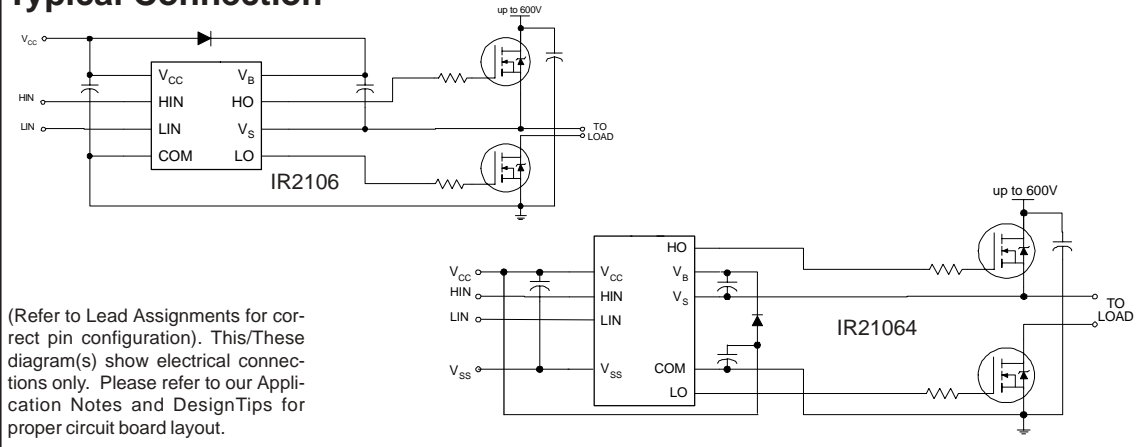 Typical Connection
up to 600V
VCC
VCC
VB
HIN
HIN
HO
LIN
LIN
VS
TO
LOAD
COM
LO
IR2106
up to 600V
HO
VCC
VCC
VB
HIN
HIN
VS
LIN
LIN
TO
LOAD
IR21064
VSS
VSS
COM
LO
(Refer to Lead Assignments for cor-
rect pin configuration). This/These
diagram(s) show electrical connec-
tions only. Please refer to our Appli-
cation Notes and DesignTips for
proper circuit board layout.